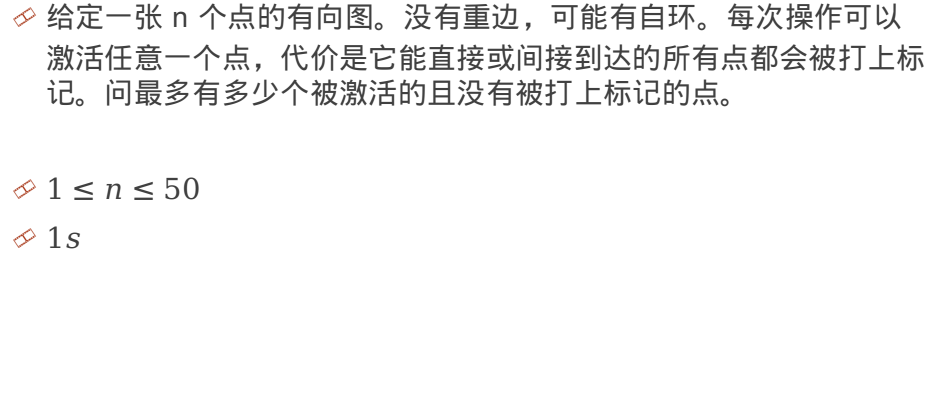 给定一张 n 个点的有向图。没有重边，可能有自环。每次操作可以
激活任意一个点，代价是它能直接或间接到达的所有点都会被打上标
记。问最多有多少个被激活的且没有被打上标记的点。
1 ≤ n ≤ 50
1s